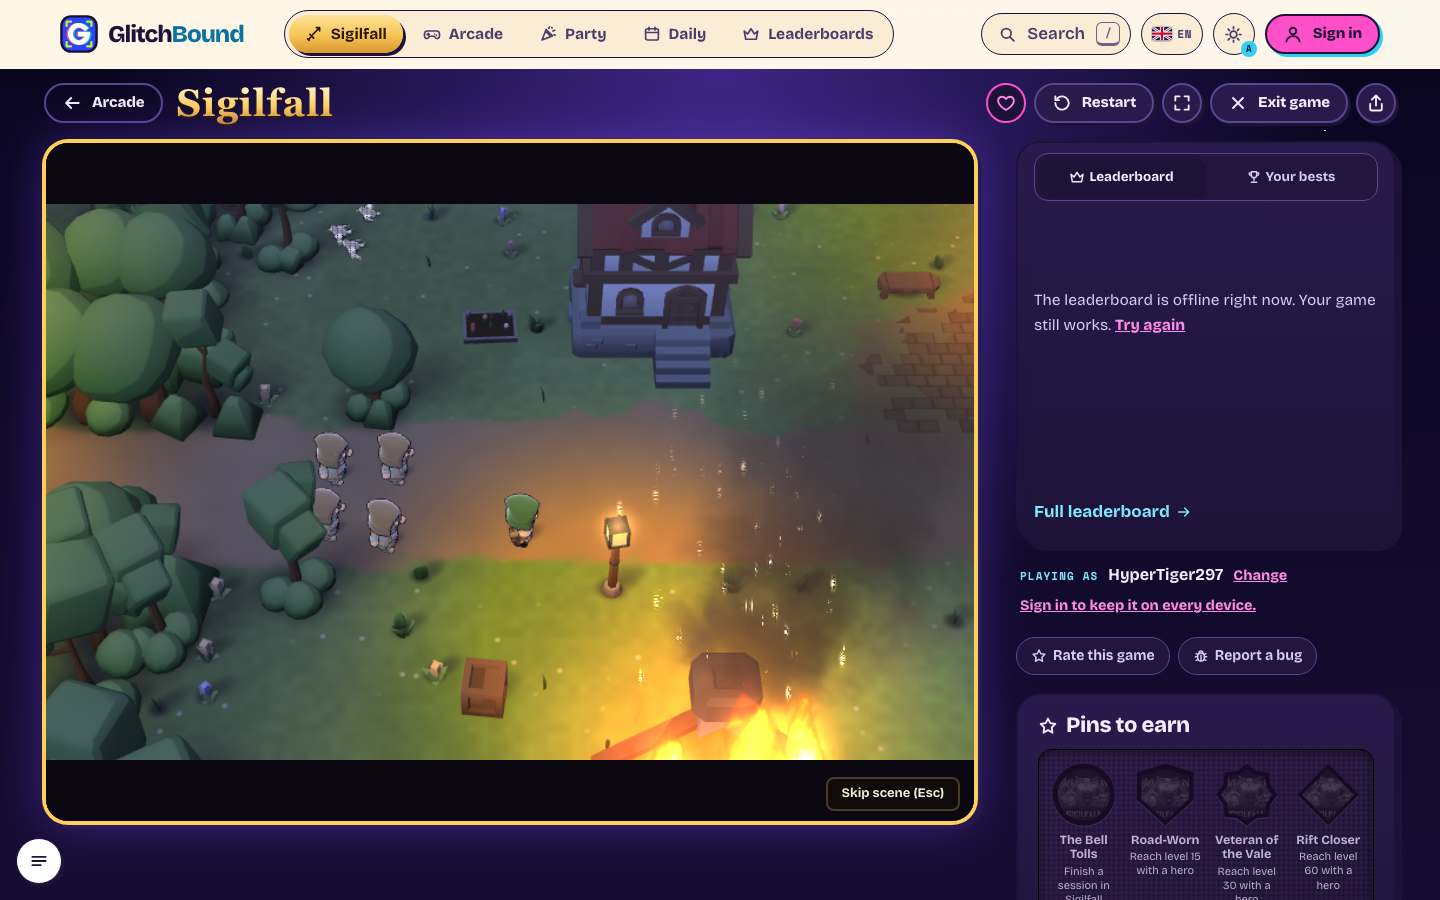 GlitchBound
Sigilfall
Arcade
Party
Daily
Leaderboards
Search /
EN
A
Sign in
Arcade
Sigilfall
Restart
Exit game
Leaderboard
Your bests
The leaderboard is offline right now. Your game
still works. Try again
Full leaderboard →
PLAYING AS HyperTiger297 Change
Sign in to keep it on every device.
Rate this game
Report a bug
Skip scene (Esc)
Pins to earn
The Bell
Tolls
Finish a
session in
Sigilfall
Road-Worn
Reach level 15
with a hero
Veteran of
the Vale
Reach level
30 with a
hero
Rift Closer
Reach level
60 with a
hero